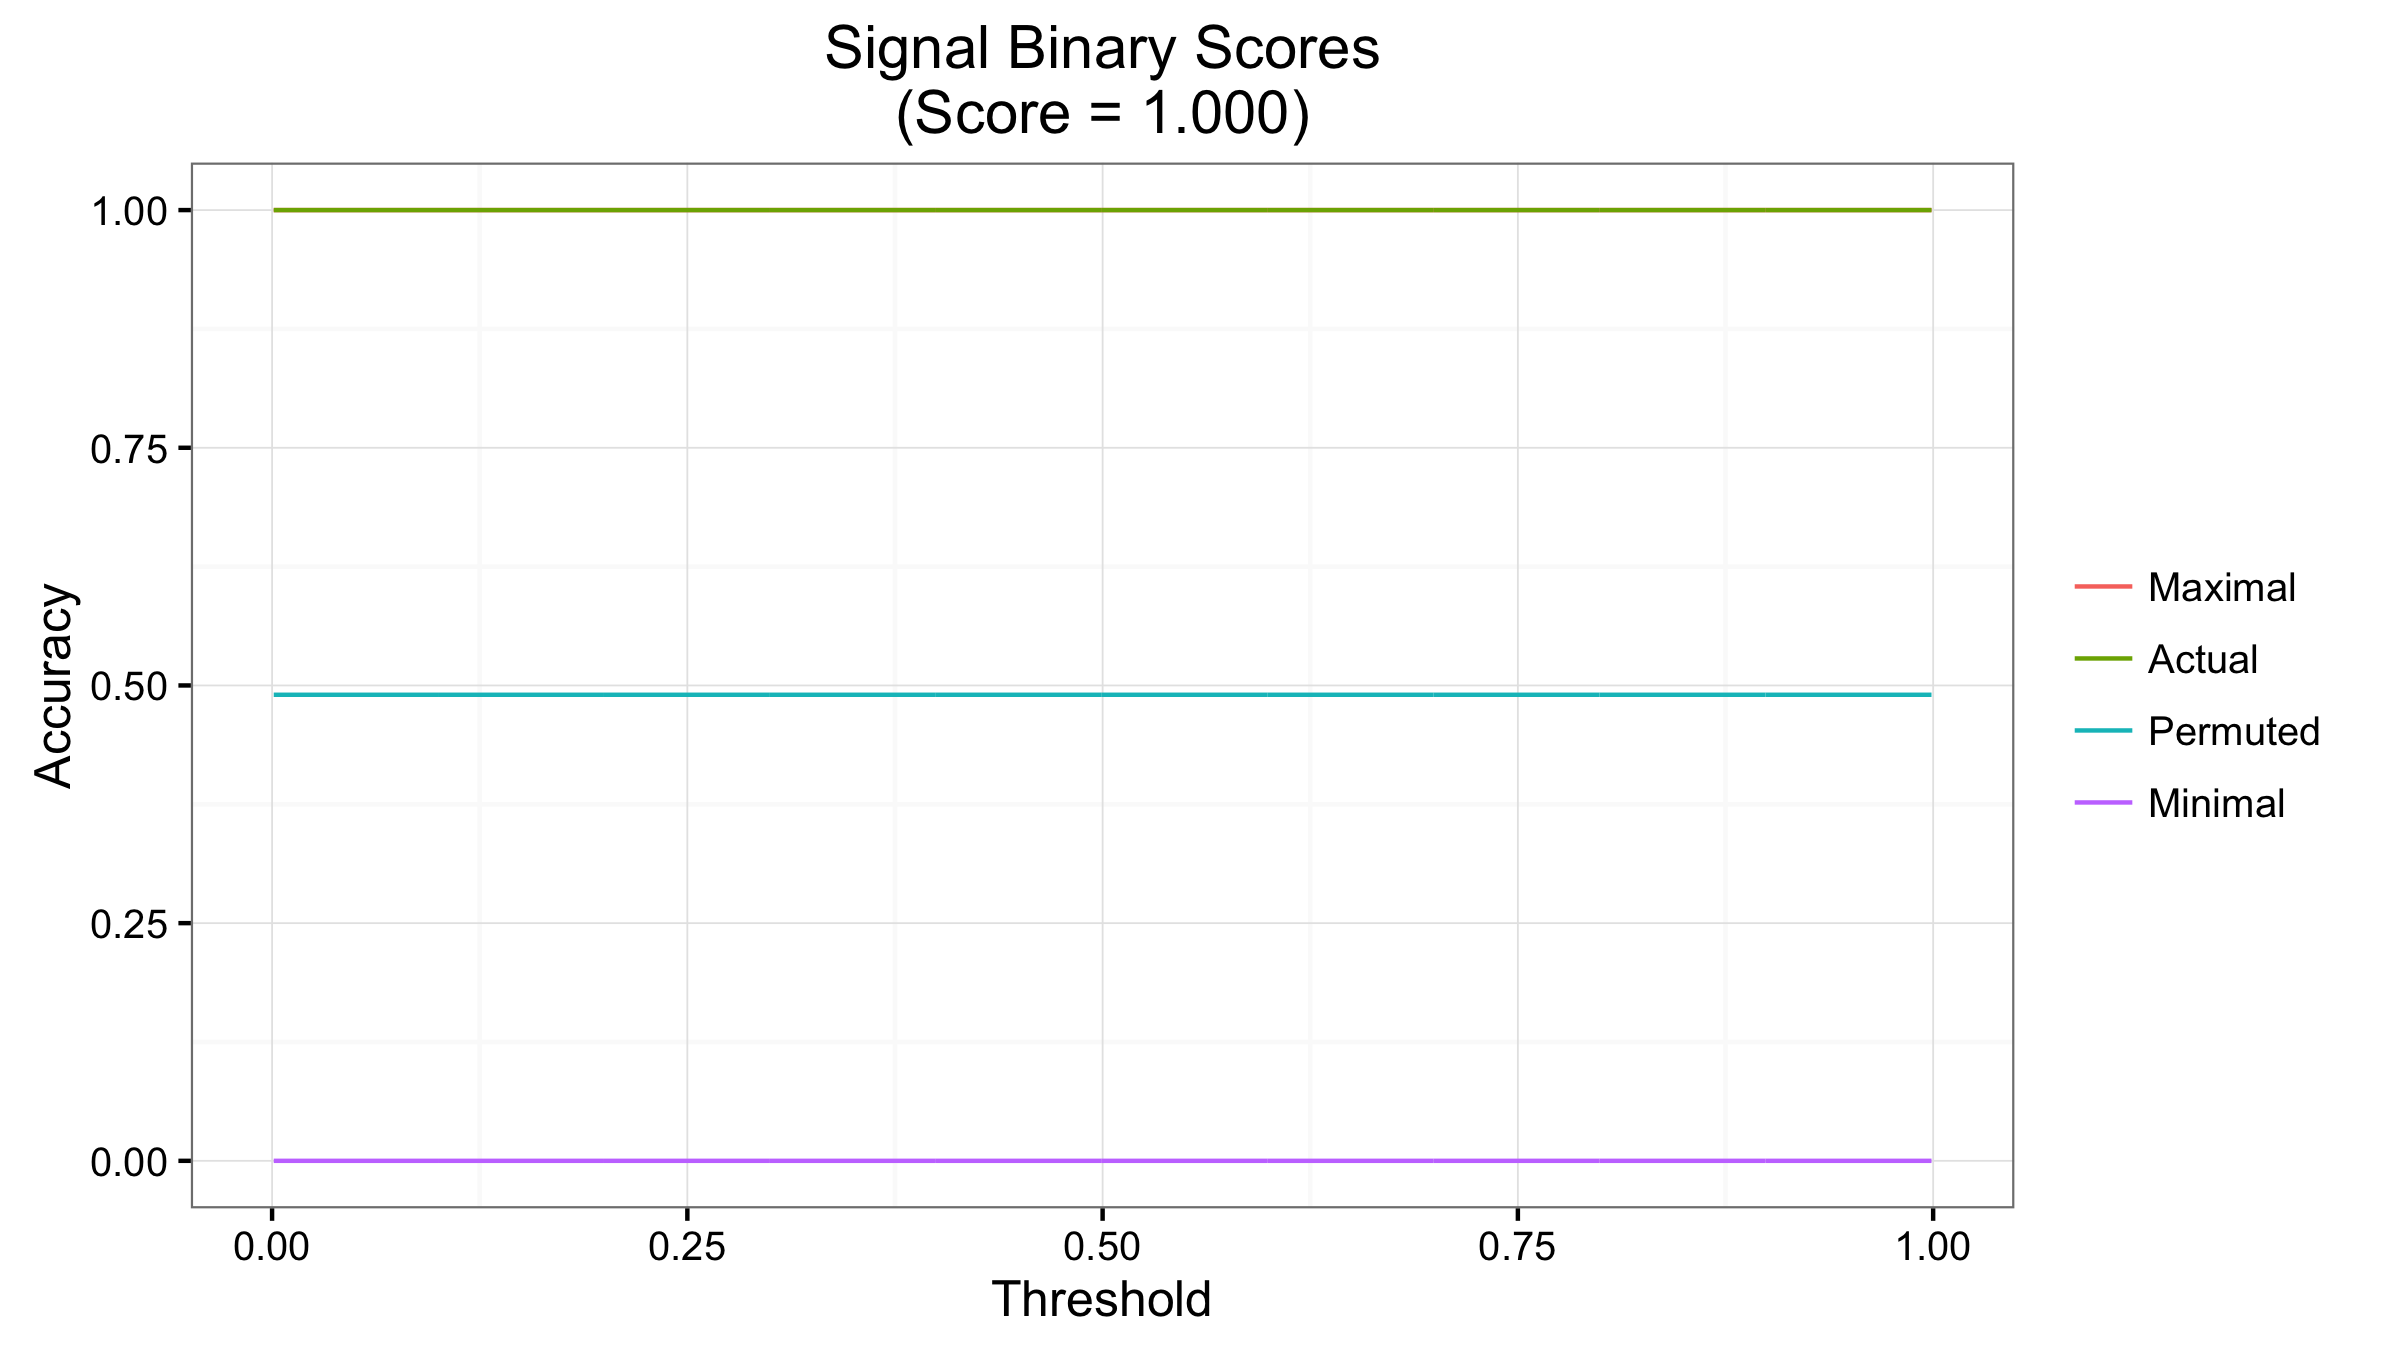 Signal Binary Scores
(Score = 1.000)
Accuracy
1.00
0.75
0.50
0.25
0.00
0.00 0.25 0.50 0.75 1.00
Threshold
Maximal
Actual
Permuted
Minimal